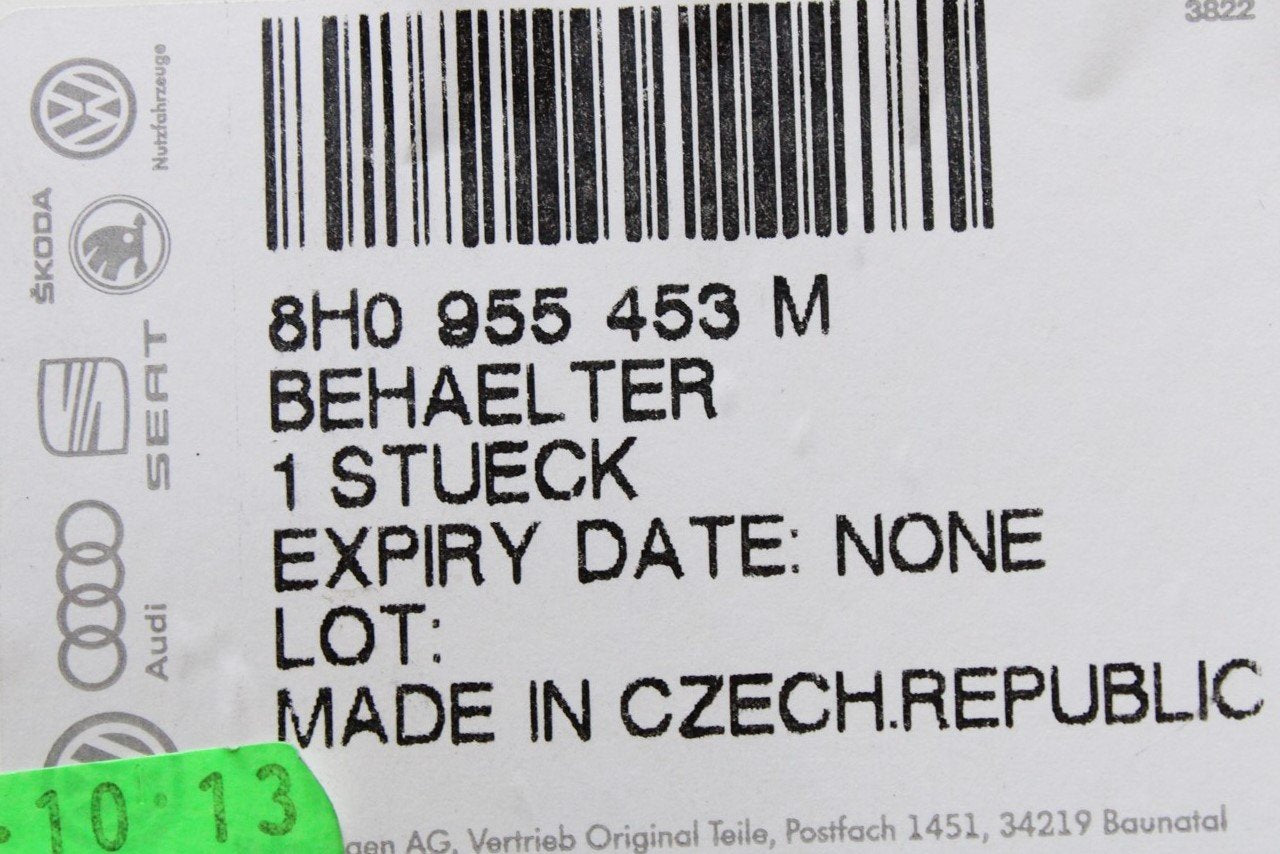 3822
Nutzfahrzeuge
ŠKODA
SEAT
Audi
8H0 955 453 M
BEHAELTER
1 STUECK
EXPIRY DATE: NONE
LOT:
MADE IN CZECH.REPUBLIC
10.13
AG, Vertrieb Original Teile, Postfach 1451, 34219 Baunatal